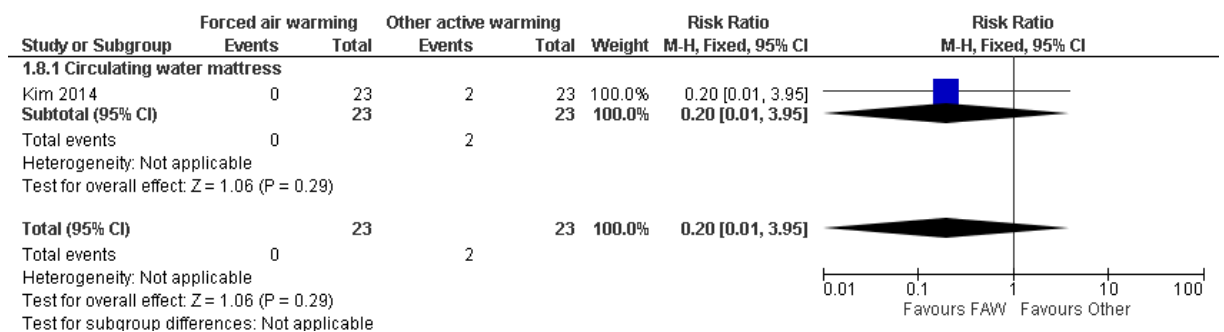 Forced air warming Other active warming Risk Ratio Risk Ratio
Study or Subgroup Events Total Events Total Weight M-H, Fixed, 95% CI M-H, Fixed, 95% CI
1.8.1 Circulating water mattress
Kim 2014 0 23 2 23 100.0% 0.20 [0.01, 3.95]
Subtotal (95% CI) 23 23 100.0% 0.20 [0.01, 3.95]
Total events 0 2
Heterogeneity: Not applicable
Test for overall effect: Z = 1.06 (P = 0.29)
Total (95% CI) 23 23 100.0% 0.20 [0.01, 3.95]
Total events 0 2
Heterogeneity: Not applicable
Test for overall effect: Z = 1.06 (P = 0.29)
Test for subgroup differences: Not applicable
0.01 0.1 1 10 100
Favours FAW Favours Other